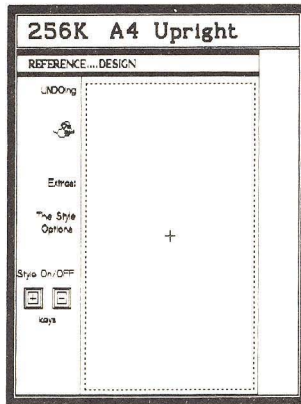 256K A4 Upright
REFERENCE....DESIGN
UNDOing
Extras:
The Style
Options
Style On/OFF
keys